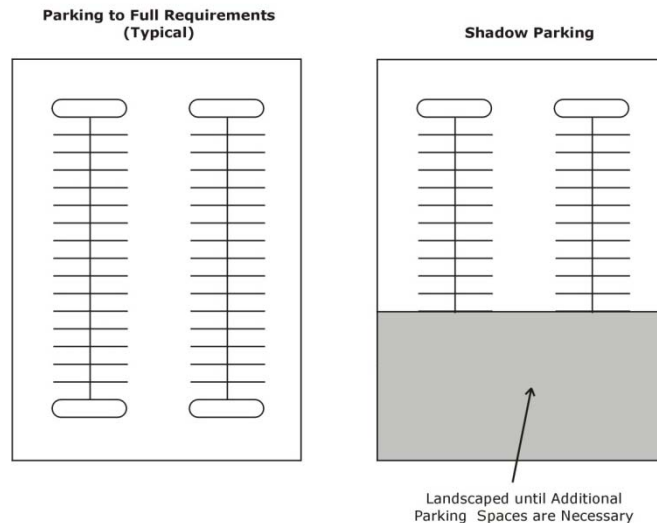 Parking to Full Requirements
(Typical)
Shadow Parking
Landscaped until Additional
Parking Spaces are Necessary